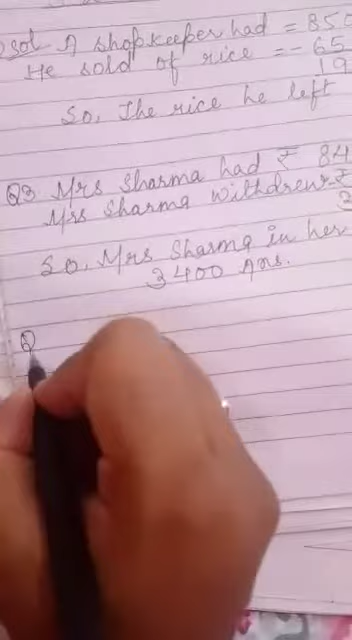 sol A shopkeeper had = 850
He sold of rice = - 65
19
So, The rice he left
Q3 Mrs Sharma had ₹ 84
Mrs Sharma withdrew ₹
3
So, Mrs Sharma in her
3400 Ans.
Q